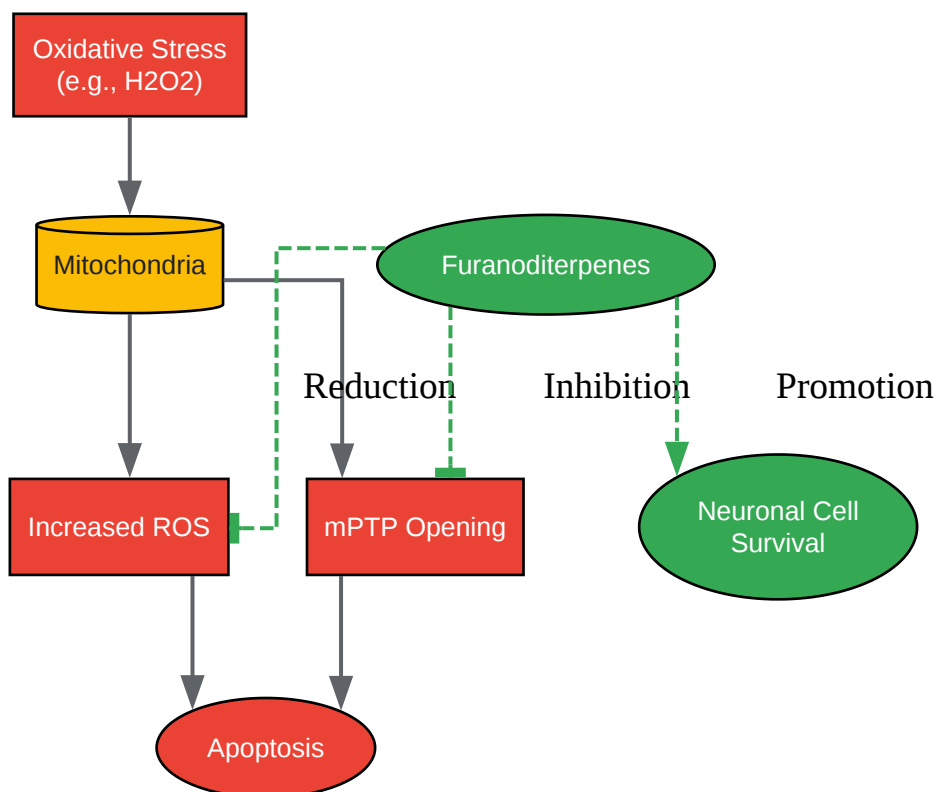 Oxidative Stress
(e.g., H2O2)
Mitochondria
Furanoditerpenes
Reduction
Inhibition
Promotion
Increased ROS
mPTP Opening
Neuronal Cell
Survival
Apoptosis